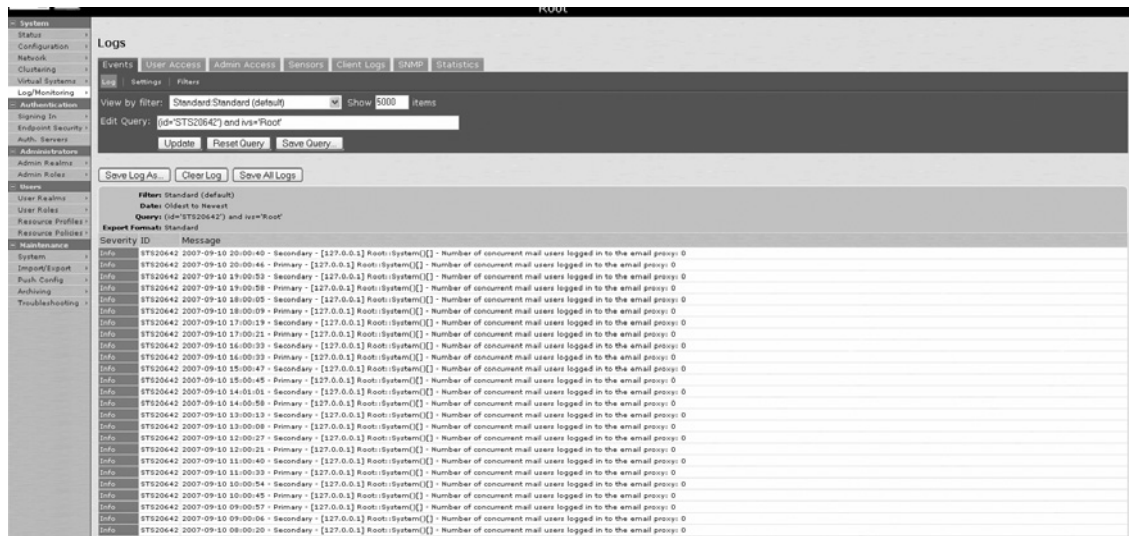 Root
System
Status
Configuration
Network
Clustering
Virtual Systems
Log/Monitoring
Authentication
Signing In
Endpoint Security
Auth. Servers
Administrators
Admin Realms
Admin Roles
Users
User Realms
User Roles
Resource Profiles
Resource Policies
Maintenance
System
Import/Export
Push Config
Archiving
Troubleshooting
Logs
Events User Access Admin Access Sensors Client Logs SNMP Statistics
Log | Settings | Filters
View by filter: Standard:Standard (default) Show 5000 items
Edit Query: (id='STS20642') and ivs='Root'
Update Reset Query Save Query...
Save Log As... Clear Log Save All Logs
Filter: Standard (default)
Date: Oldest to Newest
Query: (id='STS20642') and ivs='Root'
Export Format: Standard
Severity ID Message
Info STS20642 2007-09-10 20:00:40 - Secondary - [127.0.0.1] Root::System()[] - Number of concurrent mail users logged in to the email proxy: 0
Info STS20642 2007-09-10 20:00:46 - Primary - [127.0.0.1] Root::System()[] - Number of concurrent mail users logged in to the email proxy: 0
Info STS20642 2007-09-10 19:00:53 - Secondary - [127.0.0.1] Root::System()[] - Number of concurrent mail users logged in to the email proxy: 0
Info STS20642 2007-09-10 19:00:58 - Primary - [127.0.0.1] Root::System()[] - Number of concurrent mail users logged in to the email proxy: 0
Info STS20642 2007-09-10 18:00:05 - Secondary - [127.0.0.1] Root::System()[] - Number of concurrent mail users logged in to the email proxy: 0
Info STS20642 2007-09-10 18:00:09 - Primary - [127.0.0.1] Root::System()[] - Number of concurrent mail users logged in to the email proxy: 0
Info STS20642 2007-09-10 17:00:19 - Secondary - [127.0.0.1] Root::System()[] - Number of concurrent mail users logged in to the email proxy: 0
Info STS20642 2007-09-10 17:00:21 - Primary - [127.0.0.1] Root::System()[] - Number of concurrent mail users logged in to the email proxy: 0
Info STS20642 2007-09-10 16:00:33 - Secondary - [127.0.0.1] Root::System()[] - Number of concurrent mail users logged in to the email proxy: 0
Info STS20642 2007-09-10 16:00:33 - Primary - [127.0.0.1] Root::System()[] - Number of concurrent mail users logged in to the email proxy: 0
Info STS20642 2007-09-10 15:00:47 - Secondary - [127.0.0.1] Root::System()[] - Number of concurrent mail users logged in to the email proxy: 0
Info STS20642 2007-09-10 15:00:45 - Primary - [127.0.0.1] Root::System()[] - Number of concurrent mail users logged in to the email proxy: 0
Info STS20642 2007-09-10 14:01:01 - Secondary - [127.0.0.1] Root::System()[] - Number of concurrent mail users logged in to the email proxy: 0
Info STS20642 2007-09-10 14:00:58 - Primary - [127.0.0.1] Root::System()[] - Number of concurrent mail users logged in to the email proxy: 0
Info STS20642 2007-09-10 13:00:13 - Secondary - [127.0.0.1] Root::System()[] - Number of concurrent mail users logged in to the email proxy: 0
Info STS20642 2007-09-10 13:00:08 - Primary - [127.0.0.1] Root::System()[] - Number of concurrent mail users logged in to the email proxy: 0
Info STS20642 2007-09-10 12:00:27 - Secondary - [127.0.0.1] Root::System()[] - Number of concurrent mail users logged in to the email proxy: 0
Info STS20642 2007-09-10 12:00:21 - Primary - [127.0.0.1] Root::System()[] - Number of concurrent mail users logged in to the email proxy: 0
Info STS20642 2007-09-10 11:00:40 - Secondary - [127.0.0.1] Root::System()[] - Number of concurrent mail users logged in to the email proxy: 0
Info STS20642 2007-09-10 11:00:33 - Primary - [127.0.0.1] Root::System()[] - Number of concurrent mail users logged in to the email proxy: 0
Info STS20642 2007-09-10 10:00:54 - Secondary - [127.0.0.1] Root::System()[] - Number of concurrent mail users logged in to the email proxy: 0
Info STS20642 2007-09-10 10:00:45 - Primary - [127.0.0.1] Root::System()[] - Number of concurrent mail users logged in to the email proxy: 0
Info STS20642 2007-09-10 09:00:57 - Primary - [127.0.0.1] Root::System()[] - Number of concurrent mail users logged in to the email proxy: 0
Info STS20642 2007-09-10 09:00:06 - Secondary - [127.0.0.1] Root::System()[] - Number of concurrent mail users logged in to the email proxy: 0
Info STS20642 2007-09-10 08:00:20 - Secondary - [127.0.0.1] Root::System()[] - Number of concurrent mail users logged in to the email proxy: 0